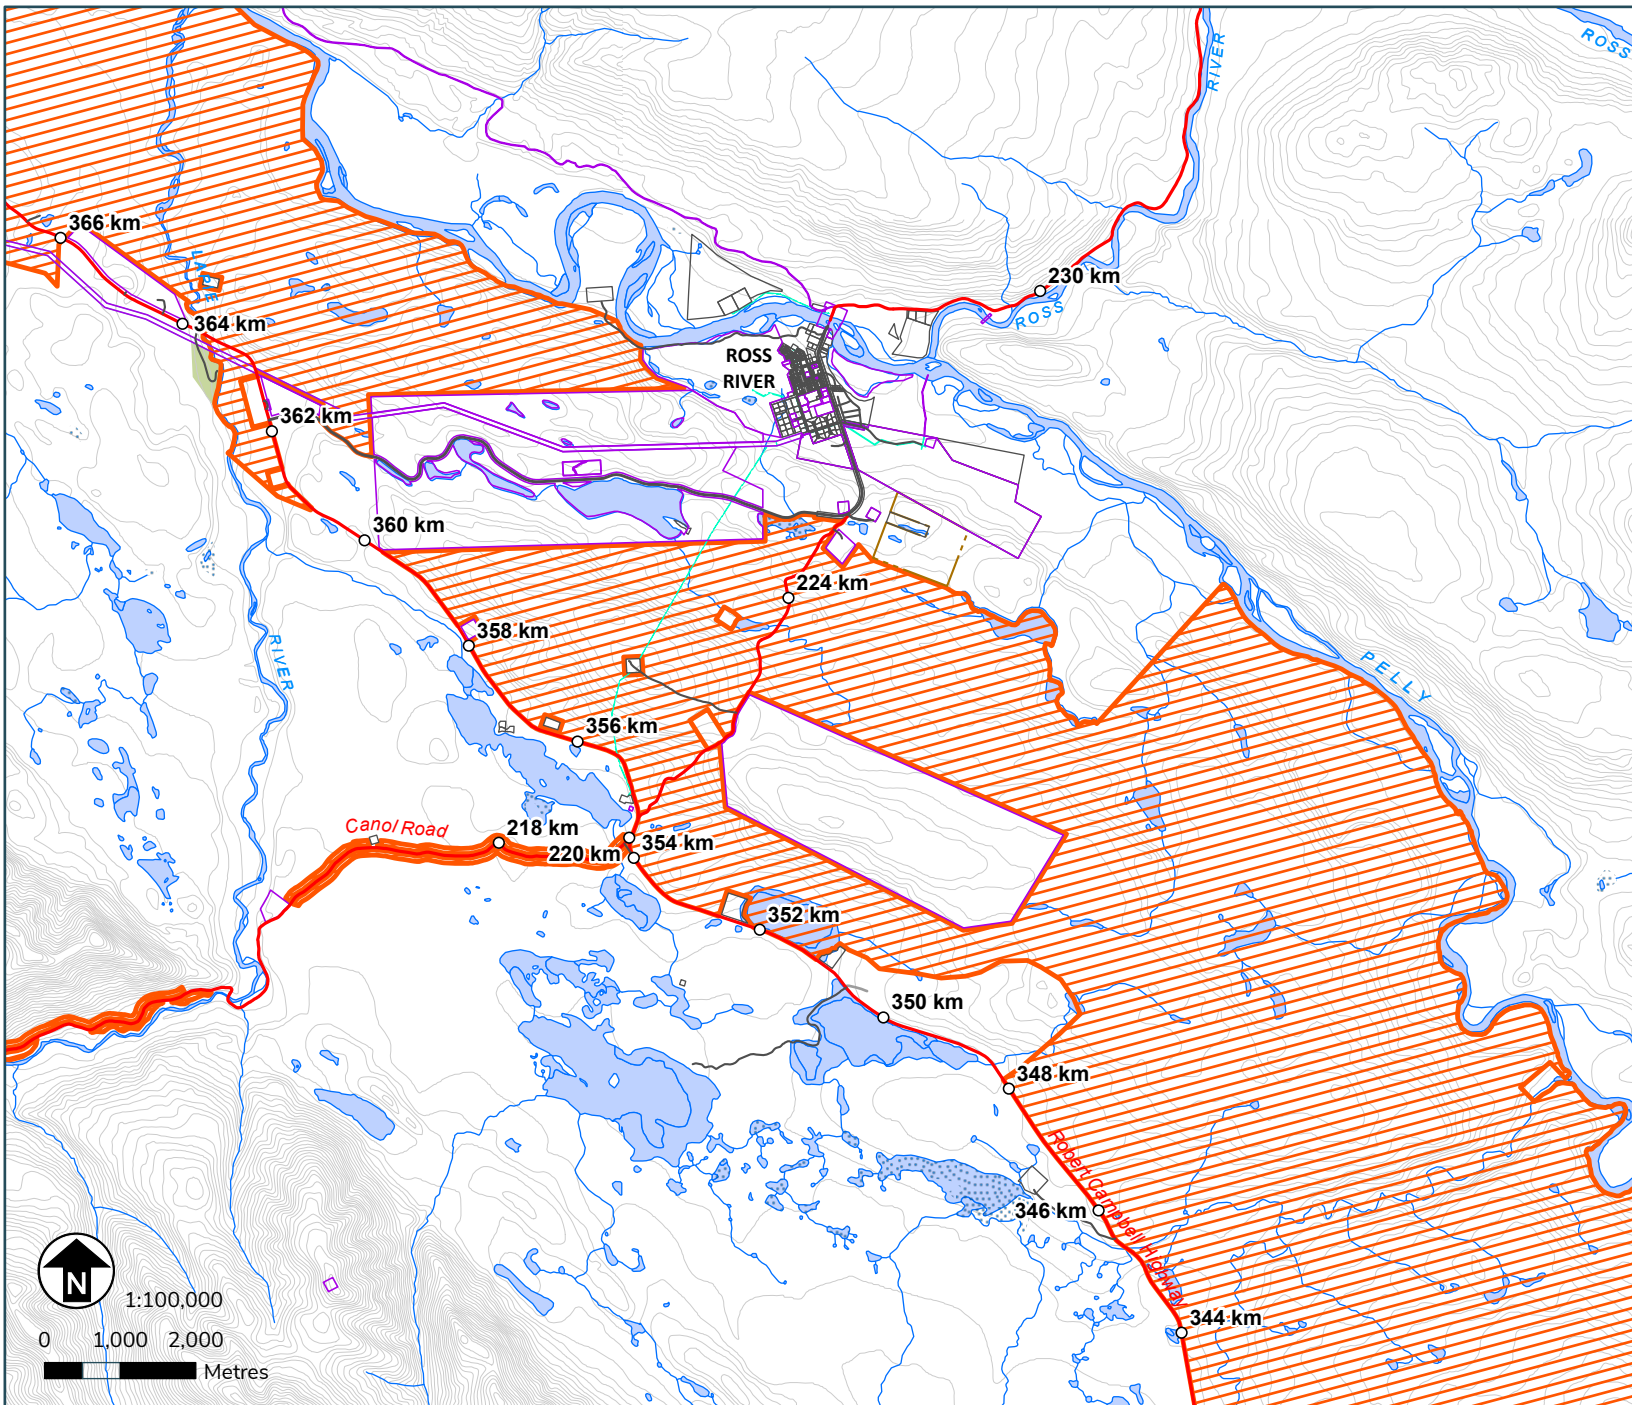 ROSS
RIVER
366 km
230 km
LAPIE
ROSS
364 km
ROSS
RIVER
362 km
360 km
224 km
358 km
RIVER
PELLY
356 km
Canol Road
218 km
220 km
354 km
352 km
350 km
348 km
Robert Campbell Highway
346 km
N
1:100,000
344 km
0 1,000 2,000
Metres